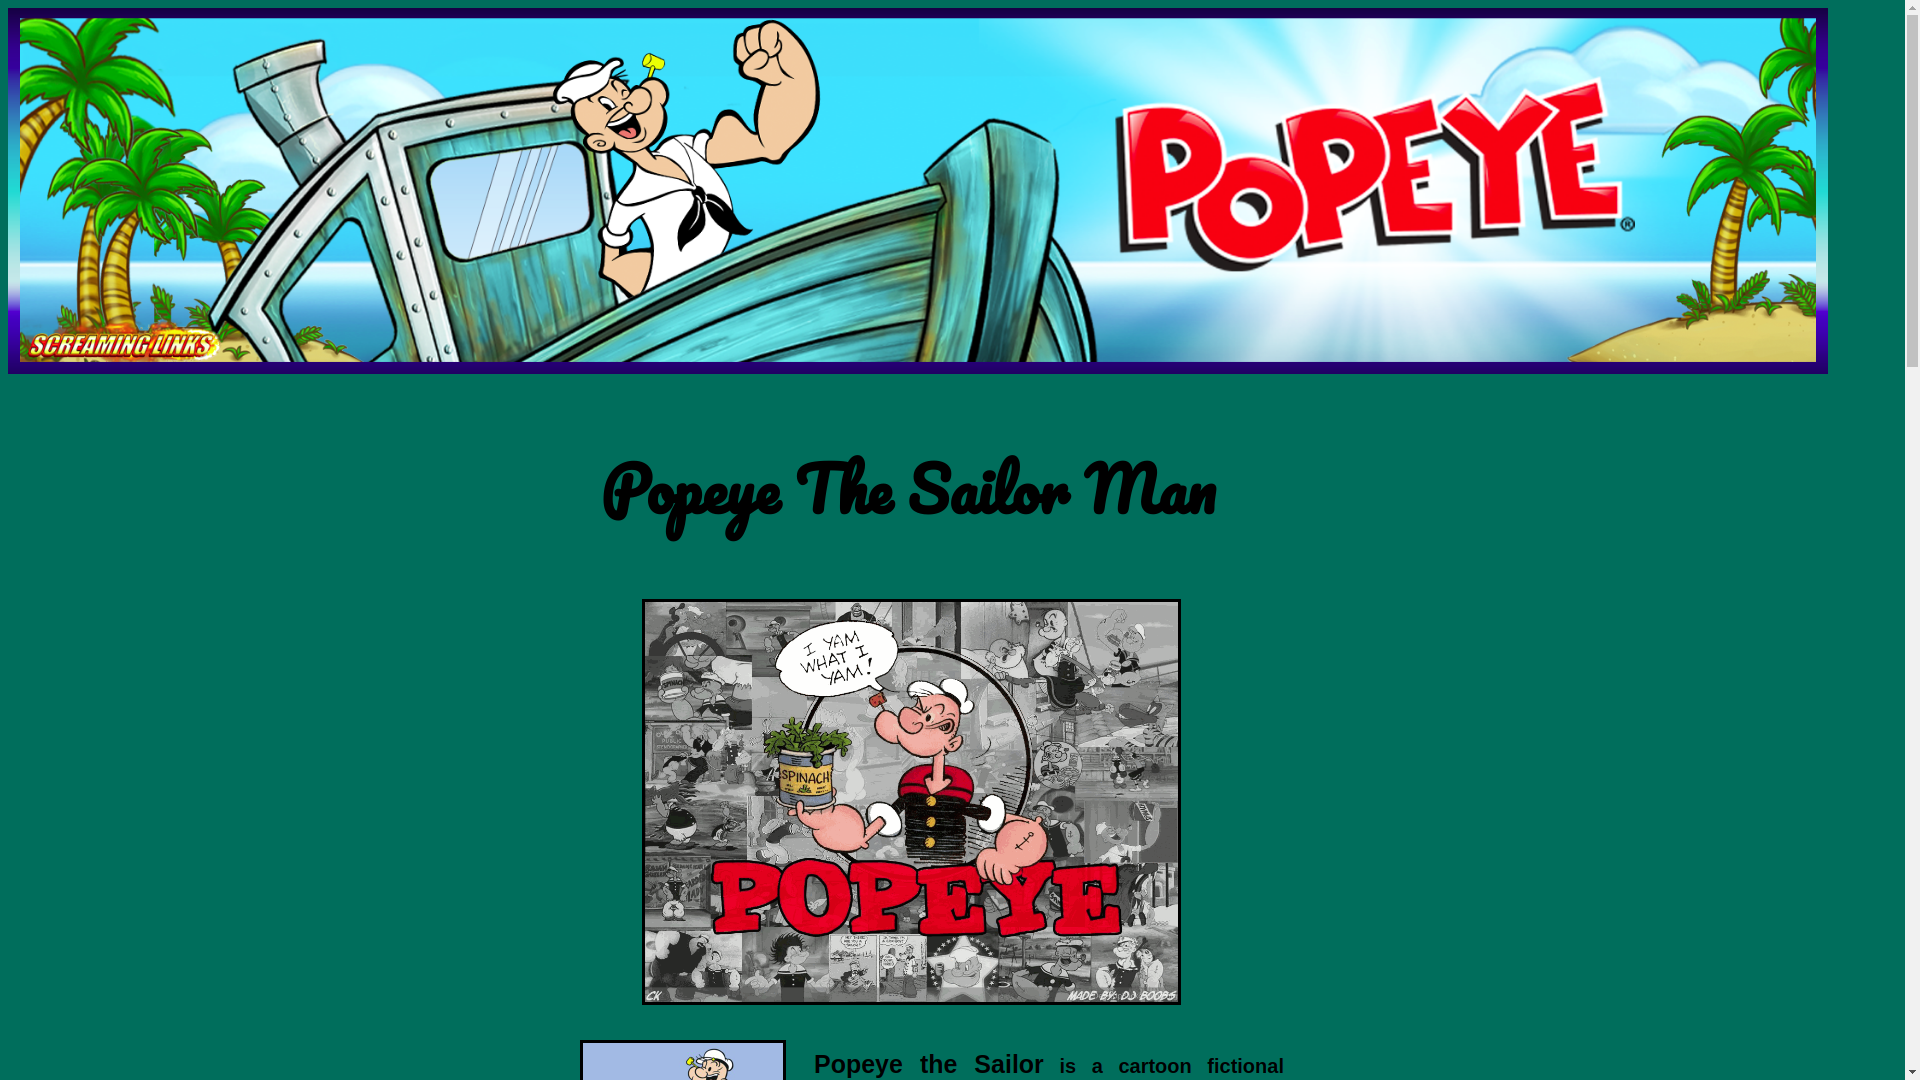 POPEYE
®
SCREAMING LINKS
Popeye The Sailor Man
I YAM
WHAT I
YAM!
SPINACH
POPEYE
CK
MADE BY: DJ BOOBS
Popeye the Sailor is a cartoon fictional